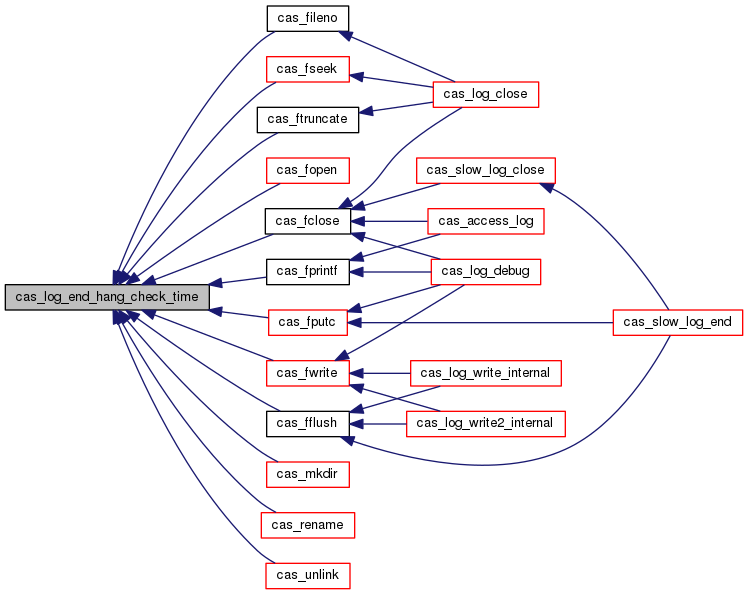 cas_log_end_hang_check_time
cas_fileno
cas_fseek
cas_ftruncate
cas_fopen
cas_fclose
cas_fprintf
cas_fputc
cas_fwrite
cas_fflush
cas_mkdir
cas_rename
cas_unlink
cas_log_close
cas_slow_log_close
cas_access_log
cas_log_debug
cas_log_write_internal
cas_log_write2_internal
cas_slow_log_end